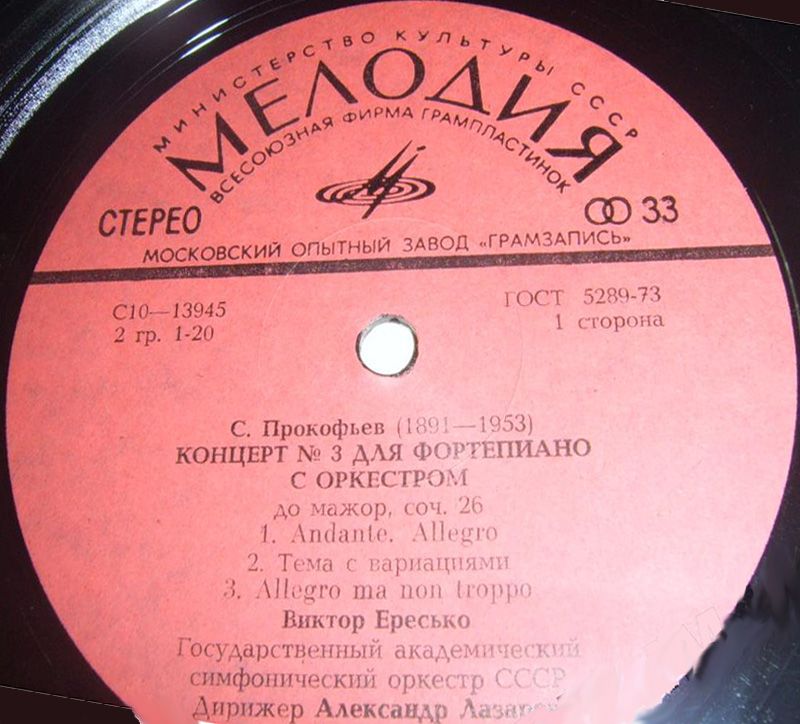 МИНИСТЕРСТВО КУЛЬТУРЫ СССР
МЕЛОДИЯ
ВСЕСОЮЗНАЯ ФИРМА ГРАМПЛАСТИНОК
СТЕРЕО
33
МОСКОВСКИЙ ОПЫТНЫЙ ЗАВОД «ГРАМЗАПИСЬ»
С10—13945
ГОСТ 5289-73
2 гр. 1-20
1 сторона
С. Прокофьев (1891—1953)
КОНЦЕРТ № 3 ДЛЯ ФОРТЕПИАНО
С ОРКЕСТРОМ
до мажор, соч. 26
1. Andante. Allegro
2. Тема с вариациями
3. Allegro ma non troppo
Виктор Ересько
Государственный академический
симфонический оркестр СССР
Дирижер Александр